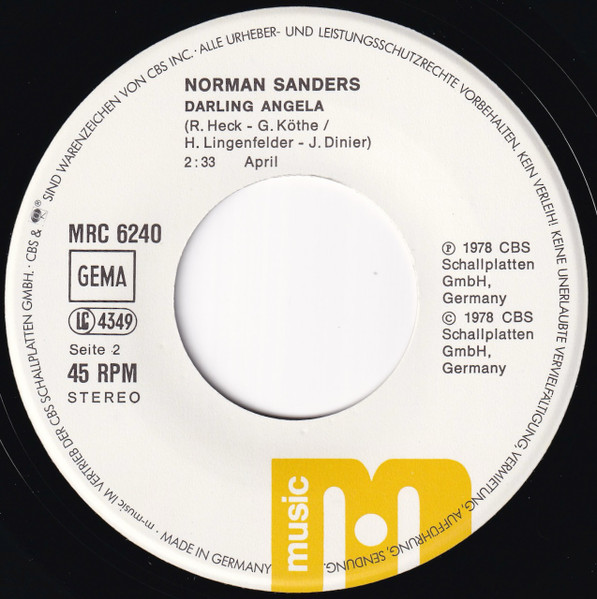 NORMAN SANDERS
DARLING ANGELA
(R. Heck - G. Köthe /
H. Lingenfelder - J. Dinier)
2:33 April
MRC 6240
GEMA
LC 4349
Seite 2
45 RPM
STEREO
℗ 1978 CBS
Schallplatten
GmbH,
Germany
© 1978 CBS
Schallplatten
GmbH,
Germany
music
m-music IM VERTRIEB DER CBS SCHALLPLATTEN GMBH. · CBS & ® SIND WARENZEICHEN VON CBS INC. · ALLE URHEBER- UND LEISTUNGSSCHUTZRECHTE VORBEHALTEN. KEIN VERLEIH! KEINE UNERLAUBTE VERVIELFÄLTIGUNG, VERMIETUNG, AUFFÜHRUNG, SENDUNG. · MADE IN GERMANY ·